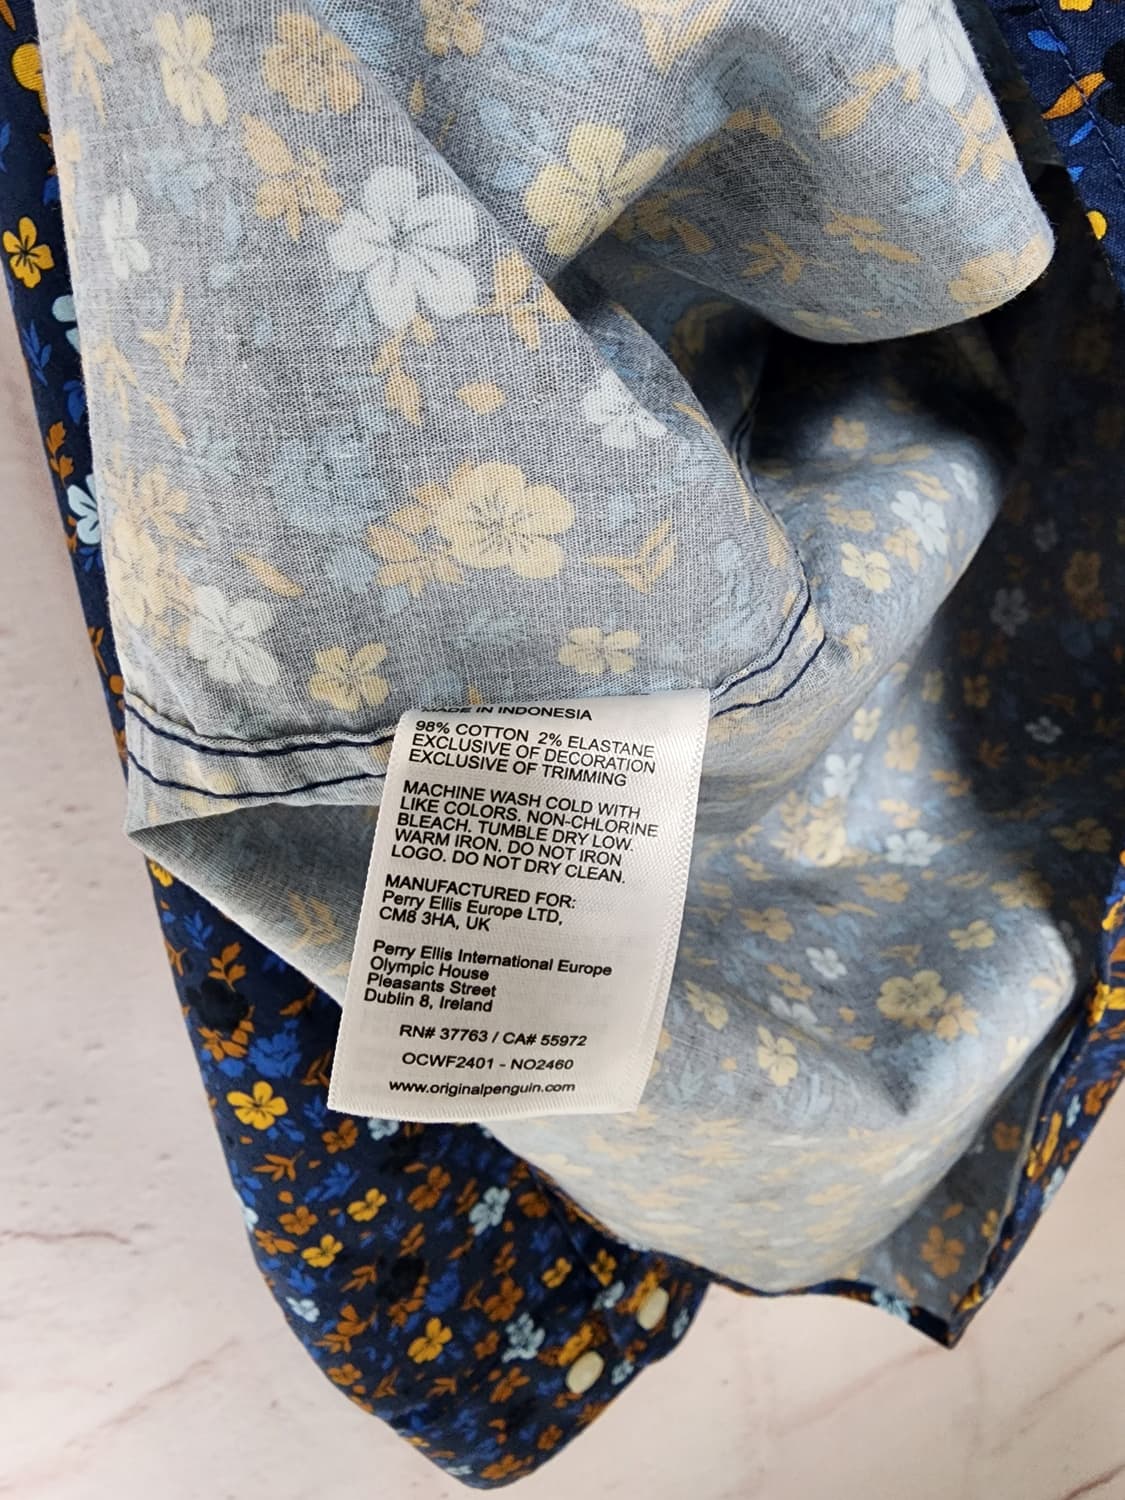 MADE IN INDONESIA
98% COTTON 2% ELASTANE
EXCLUSIVE OF DECORATION
EXCLUSIVE OF TRIMMING
MACHINE WASH COLD WITH
LIKE COLORS. NON-CHLORINE
BLEACH. TUMBLE DRY LOW.
WARM IRON. DO NOT IRON
LOGO. DO NOT DRY CLEAN.
MANUFACTURED FOR:
Perry Ellis Europe LTD,
CM8 3HA, UK
Perry Ellis International Europe
Olympic House
Pleasants Street
Dublin 8, Ireland
RN# 37763 / CA# 55972
OCWF2401 - NO2460
www.originalpenguin.com